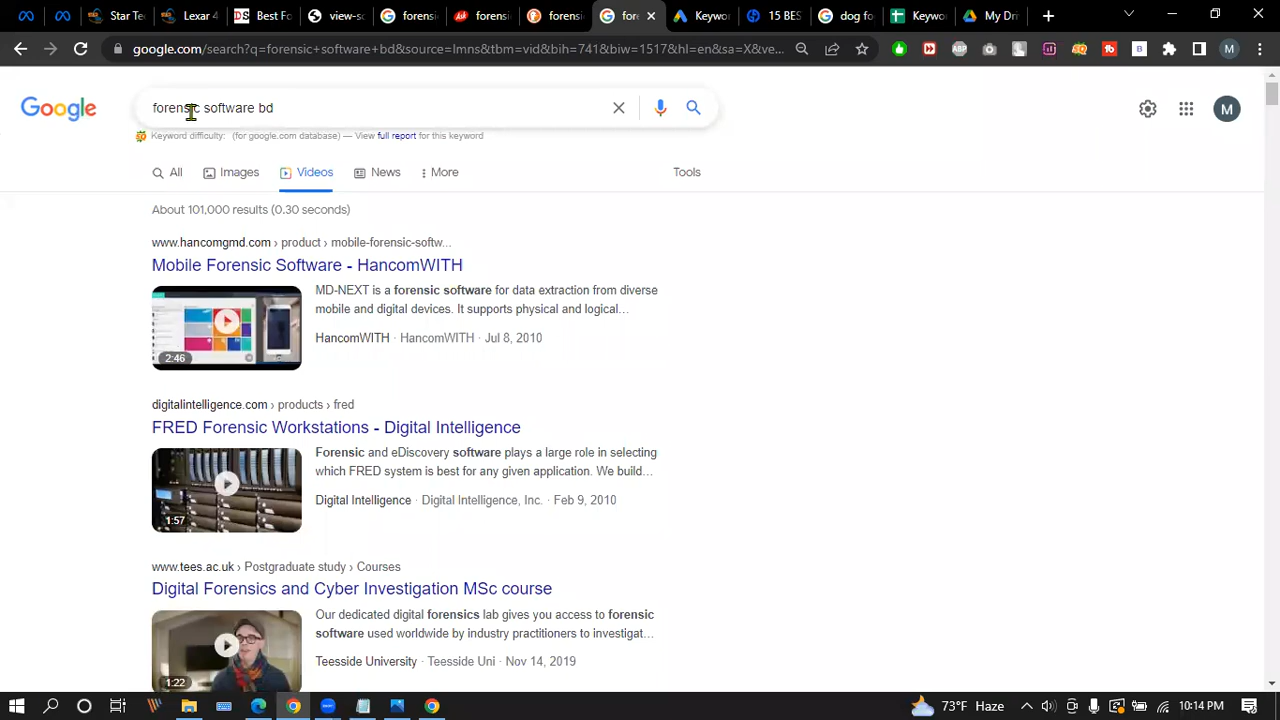 Star Te
Lexar 4
Best Fo
view-so
forensi
forensi
forensi
fore
Keywor
15 BES
dog fo
Keywo
My Dri
google.com/search?q=forensic+software+bd&source=lmns&tbm=vid&bih=741&biw=1517&hl=en&sa=X&ve...
Google
forensic software bd
M
Keyword difficulty: (for google.com database) — View full report for this keyword
All Images Videos News More Tools
About 101,000 results (0.30 seconds)
www.hancomgmd.com › product › mobile-forensic-softw...
Mobile Forensic Software - HancomWITH
MD-NEXT is a forensic software for data extraction from diverse
mobile and digital devices. It supports physical and logical...
HancomWITH · HancomWITH · Jul 8, 2010
2:46
digitalintelligence.com › products › fred
FRED Forensic Workstations - Digital Intelligence
Forensic and eDiscovery software plays a large role in selecting
which FRED system is best for any given application. We build...
Digital Intelligence · Digital Intelligence, Inc. · Feb 9, 2010
1:57
www.tees.ac.uk › Postgraduate study › Courses
Digital Forensics and Cyber Investigation MSc course
Our dedicated digital forensics lab gives you access to forensic
software used worldwide by industry practitioners to investigat...
Teesside University · Teesside Uni · Nov 14, 2019
1:22
73°F Haze
10:14 PM